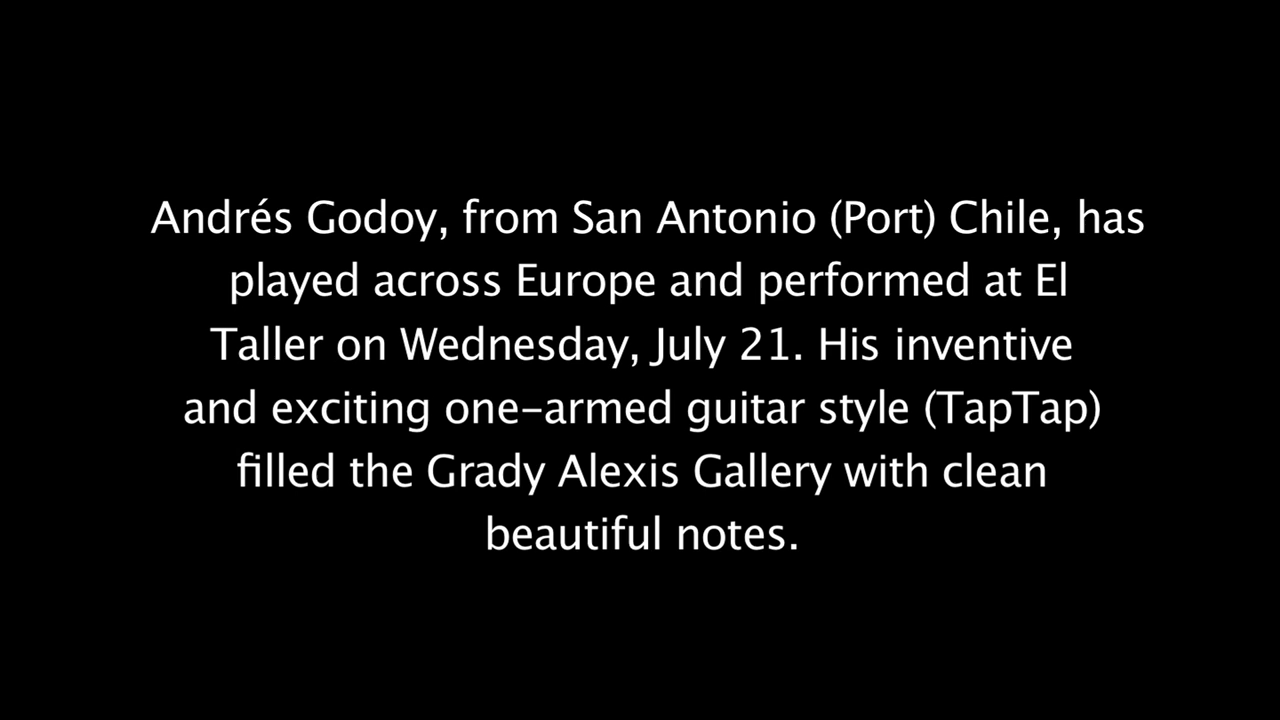 Andrés Godoy, from San Antonio (Port) Chile, has
played across Europe and performed at El
Taller on Wednesday, July 21. His inventive
and exciting one-armed guitar style (TapTap)
filled the Grady Alexis Gallery with clean
beautiful notes.